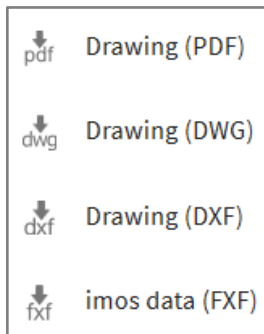 pdf Drawing (PDF)
dwg Drawing (DWG)
dxf Drawing (DXF)
fxf imos data (FXF)